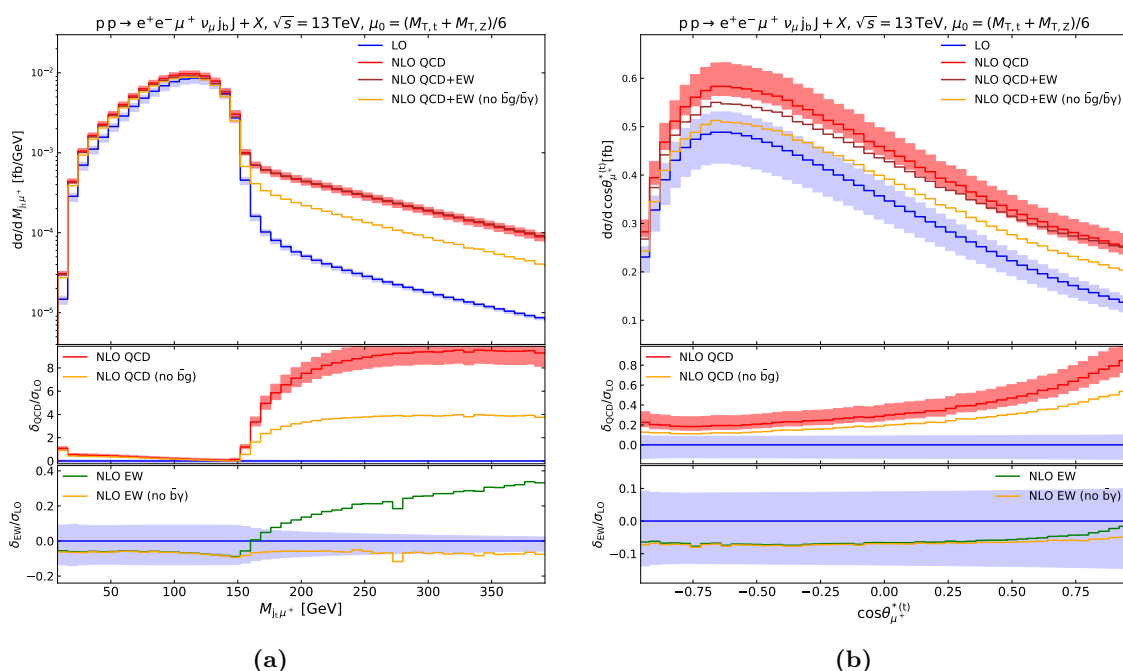 p p → e⁺e⁻μ⁺ ν_μ j_b J + X, √s = 13 TeV, μ₀ = (M_T,t + M_T,Z)/6
LO
NLO QCD
NLO QCD+EW
NLO QCD+EW (no b̄g/b̄γ)
dσ/d M_{j_tμ⁺} [fb/GeV]
10⁻²
10⁻³
10⁻⁴
10⁻⁵
NLO QCD
NLO QCD (no b̄g)
δ_QCD/σ_LO
8
6
4
2
0
NLO EW
NLO EW (no b̄γ)
δ_EW/σ_LO
0.4
0.2
0.0
−0.2
50 100 150 200 250 300 350
M_{j_tμ⁺} [GeV]
(a)
p p → e⁺e⁻μ⁺ ν_μ j_b J + X, √s = 13 TeV, μ₀ = (M_T,t + M_T,Z)/6
LO
NLO QCD
NLO QCD+EW
NLO QCD+EW (no b̄g/b̄γ)
dσ/d cosθ*⁽ᵗ⁾_μ⁺ [fb]
0.6
0.5
0.4
0.3
0.2
0.1
NLO QCD
NLO QCD (no b̄g)
δ_QCD/σ_LO
0.8
0.6
0.4
0.2
0.0
NLO EW
NLO EW (no b̄γ)
δ_EW/σ_LO
0.1
0.0
−0.1
−0.75 −0.50 −0.25 0.00 0.25 0.50 0.75
cosθ*⁽ᵗ⁾_μ⁺
(b)